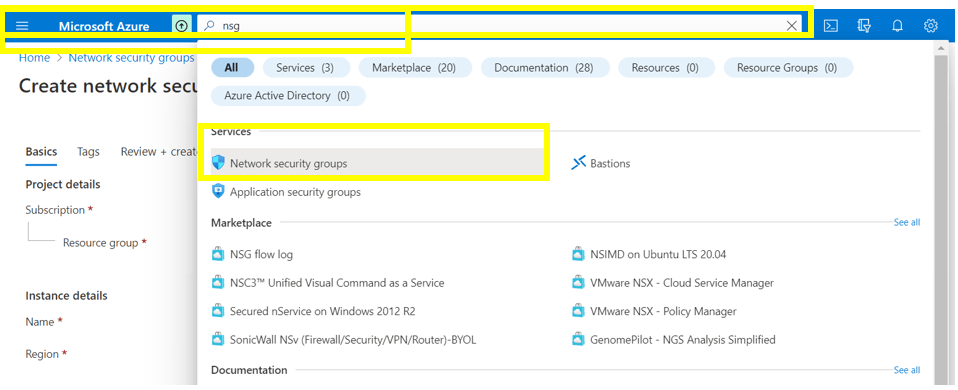 Microsoft Azure
nsg
Home > Network security groups
Create network secu
All
Services (3)
Marketplace (20)
Documentation (28)
Resources (0)
Resource Groups (0)
Azure Active Directory (0)
Basics
Tags
Review + create
Project details
Subscription *
Resource group *
Instance details
Name *
Region *
Services
Network security groups
Bastions
Application security groups
Marketplace
See all
NSG flow log
NSIMD on Ubuntu LTS 20.04
NSC3™ Unified Visual Command as a Service
VMware NSX - Cloud Service Manager
Secured nService on Windows 2012 R2
VMware NSX - Policy Manager
SonicWall NSv (Firewall/Security/VPN/Router)-BYOL
GenomePilot - NGS Analysis Simplified
Documentation
See all